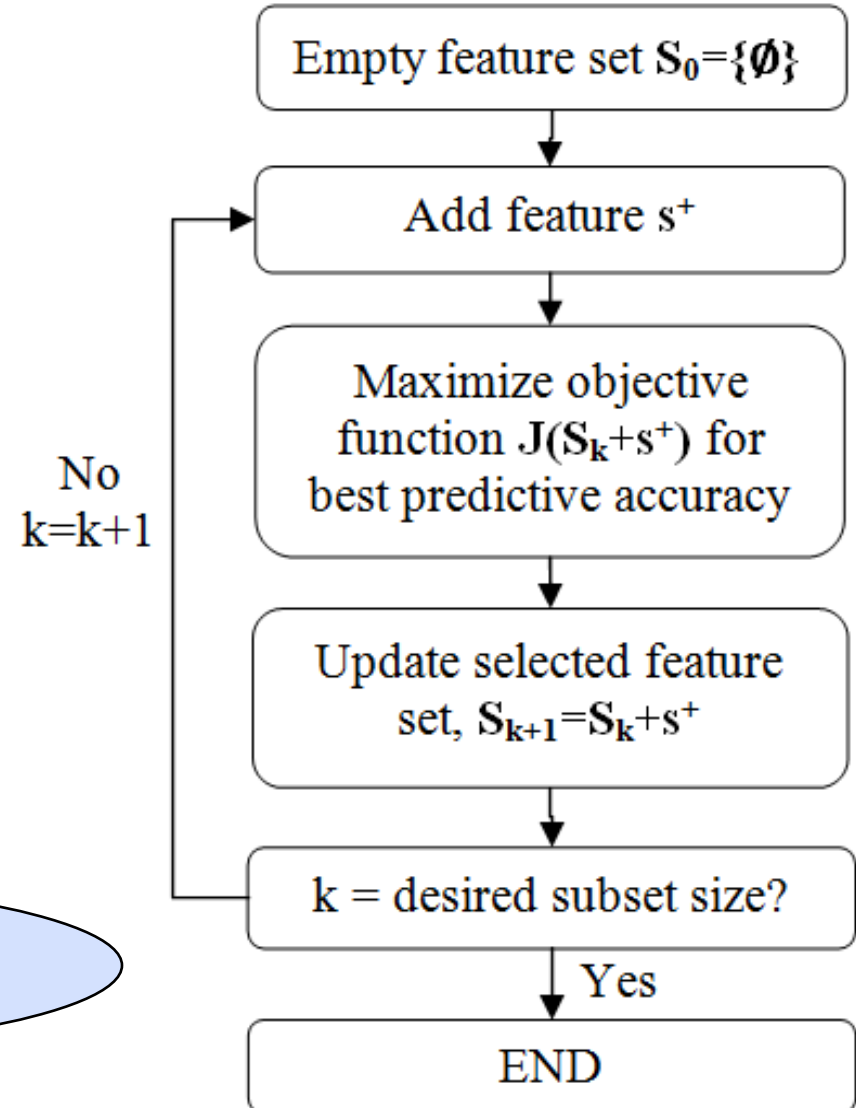 Empty feature set S₀={Ø}
Add feature s⁺
Maximize objective
function J(Sₖ+s⁺) for
best predictive accuracy
No
k=k+1
Update selected feature
set, Sₖ₊₁=Sₖ+s⁺
k = desired subset size?
Yes
END